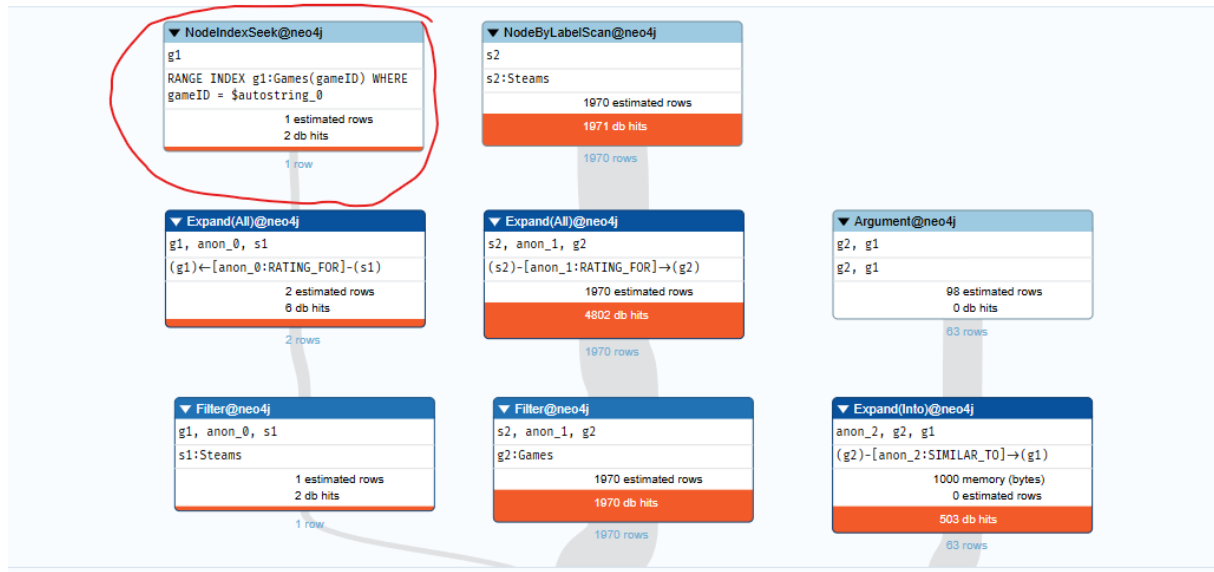 ▼ NodeIndexSeek@neo4j
g1
RANGE INDEX g1:Games(gameID) WHERE
gameID = $autostring_0
1 estimated rows
2 db hits
1 row
▼ Expand(All)@neo4j
g1, anon_0, s1
(g1)←[anon_0:RATING_FOR]-(s1)
2 estimated rows
6 db hits
2 rows
▼ Filter@neo4j
g1, anon_0, s1
s1:Steams
1 estimated rows
2 db hits
1 row
▼ NodeByLabelScan@neo4j
s2
s2:Steams
1970 estimated rows
1971 db hits
1970 rows
▼ Expand(All)@neo4j
s2, anon_1, g2
(s2)-[anon_1:RATING_FOR]→(g2)
1970 estimated rows
4802 db hits
1970 rows
▼ Filter@neo4j
s2, anon_1, g2
g2:Games
1970 estimated rows
1970 db hits
1970 rows
▼ Argument@neo4j
g2, g1
g2, g1
98 estimated rows
0 db hits
63 rows
▼ Expand(Into)@neo4j
anon_2, g2, g1
(g2)-[anon_2:SIMILAR_TO]→(g1)
1000 memory (bytes)
0 estimated rows
503 db hits
63 rows